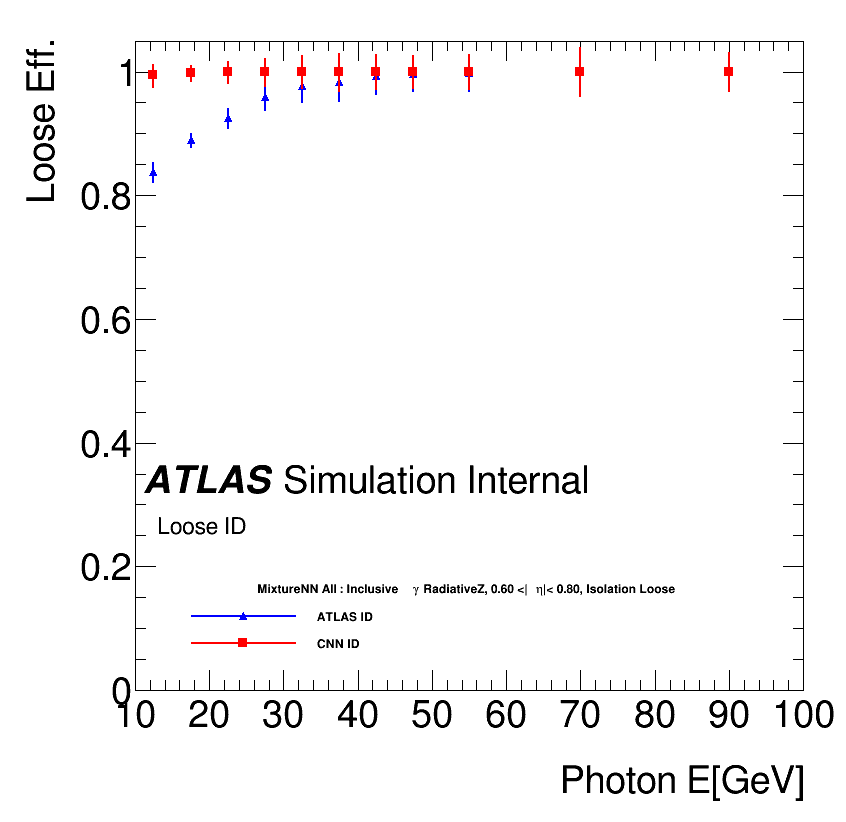 Loose Eff.
1
0.8
0.6
0.4
ATLAS Simulation Internal
Loose ID
0.2
MixtureNN All : Inclusive γ RadiativeZ, 0.60 <| η|< 0.80, Isolation Loose
ATLAS ID
CNN ID
0
10 20 30 40 50 60 70 80 90 100
Photon E[GeV]